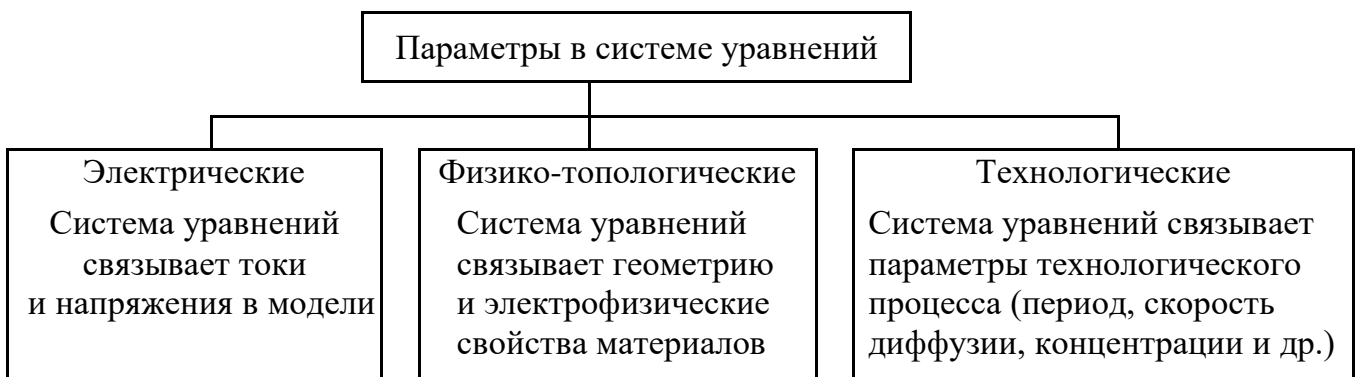 Параметры в системе уравнений
Электрические
Система уравнений
связывает токи
и напряжения в модели
Физико-топологические
Система уравнений
связывает геометрию
и электрофизические
свойства материалов
Технологические
Система уравнений связывает
параметры технологического
процесса (период, скорость
диффузии, концентрации и др.)